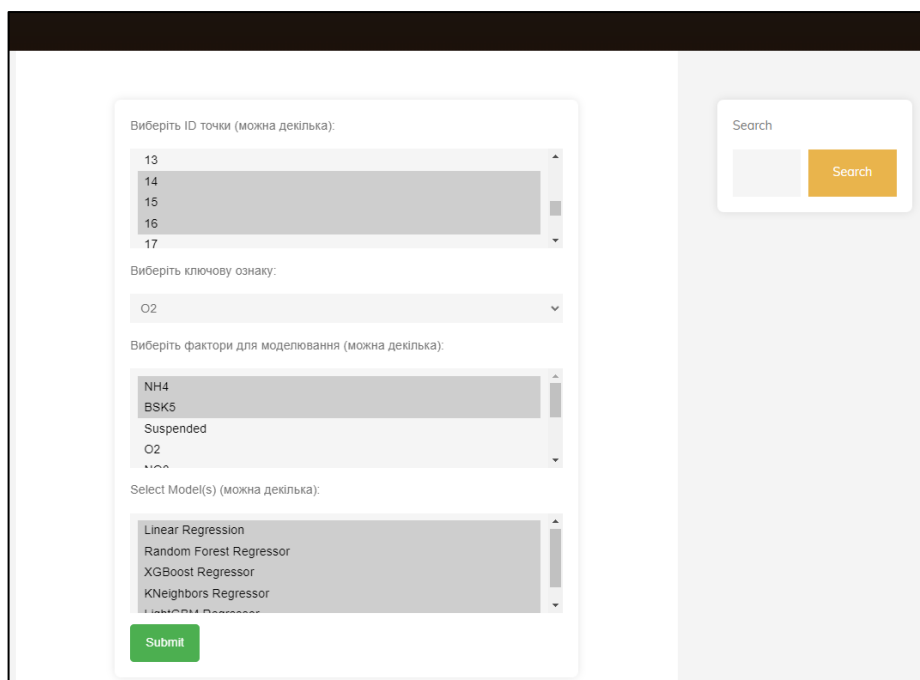 Виберіть ID точки (можна декілька):
13
14
15
16
17
Виберіть ключову ознаку:
O2
Виберіть фактори для моделювання (можна декілька):
NH4
BSK5
Suspended
O2
Select Model(s) (можна декілька):
Linear Regression
Random Forest Regressor
XGBoost Regressor
KNeighbors Regressor
LightGBM Regressor
Submit
Search
Search